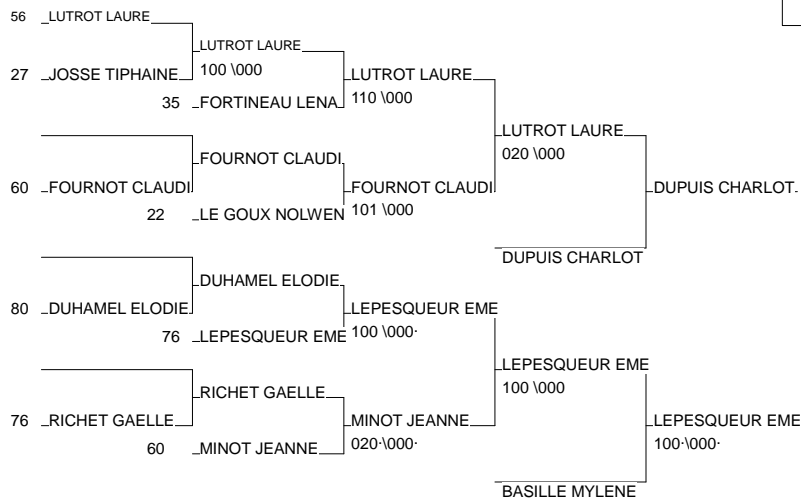 56 LUTROT LAURE
LUTROT LAURE
100 \000
27 JOSSE TIPHAINE
LUTROT LAURE
110 \000
35 FORTINEAU LENA
LUTROT LAURE
020 \000
FOURNOT CLAUDI
60 FOURNOT CLAUDI
FOURNOT CLAUDI
101 \000
DUPUIS CHARLOT.
22 LE GOUX NOLWEN
DUPUIS CHARLOT
DUHAMEL ELODIE
80 DUHAMEL ELODIE
LEPESQUEUR EME
100 \000·
76 LEPESQUEUR EME
LEPESQUEUR EME
100 \000
RICHET GAELLE
76 RICHET GAELLE
MINOT JEANNE
020·\000·
LEPESQUEUR EME
100·\000·
60 MINOT JEANNE
BASILLE MYLENE